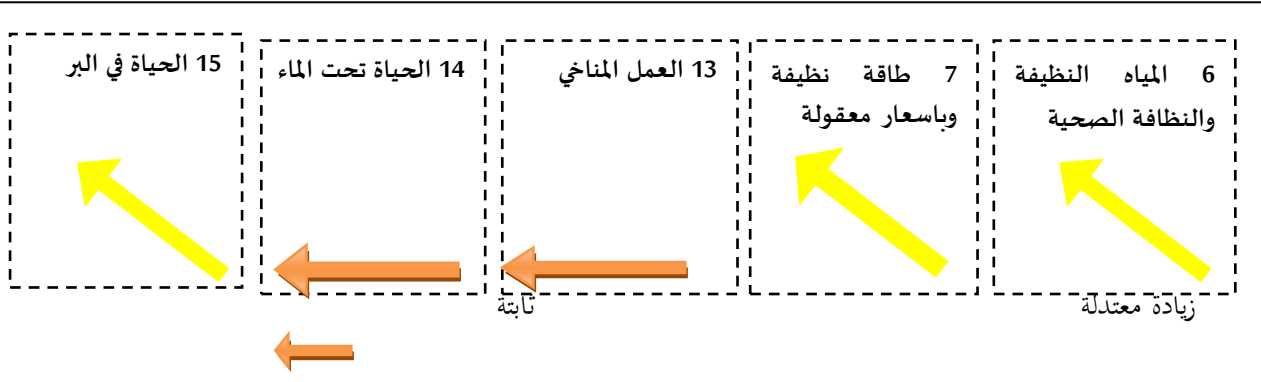 6 المياه النظيفة
والنظافة الصحية
7 طاقة نظيفة
وباسعار معقولة
13 العمل المناخي
14 الحياة تحت الماء
15 الحياة في البر
زيادة معتدلة
ثابتة